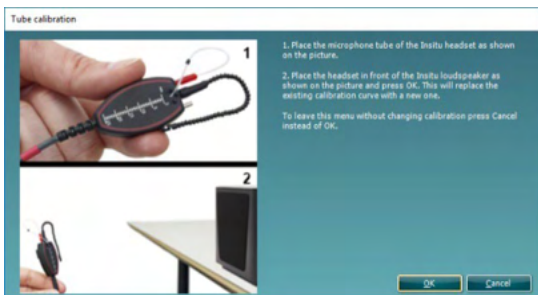 Tube calibration
1
1. Place the microphone tube of the Insitu headset as shown
on the picture.
2. Place the headset in front of the Insitu loudspeaker as
shown on the picture and press OK. This will replace the
existing calibration curve with a new one.
To leave this menu without changing calibration press Cancel
instead of OK.
2
OK
Cancel